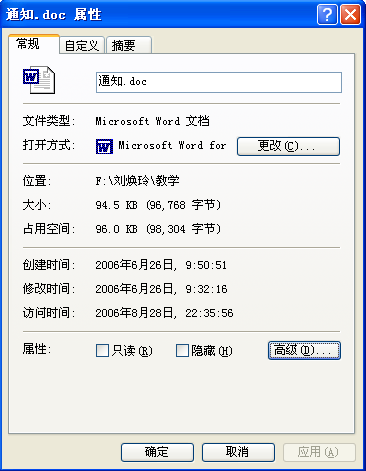 通知.doc 属性
常规 自定义 摘要
通知.doc
文件类型: Microsoft Word 文档
打开方式: Microsoft Word for 更改(C)...
位置: F:\刘焕玲\教学
大小: 94.5 KB (96,768 字节)
占用空间: 96.0 KB (98,304 字节)
创建时间: 2006年6月26日, 9:50:51
修改时间: 2006年6月26日, 9:32:16
访问时间: 2006年8月28日, 22:35:56
属性: 只读(R) 隐藏(H) 高级(D)...
确定 取消 应用(A)